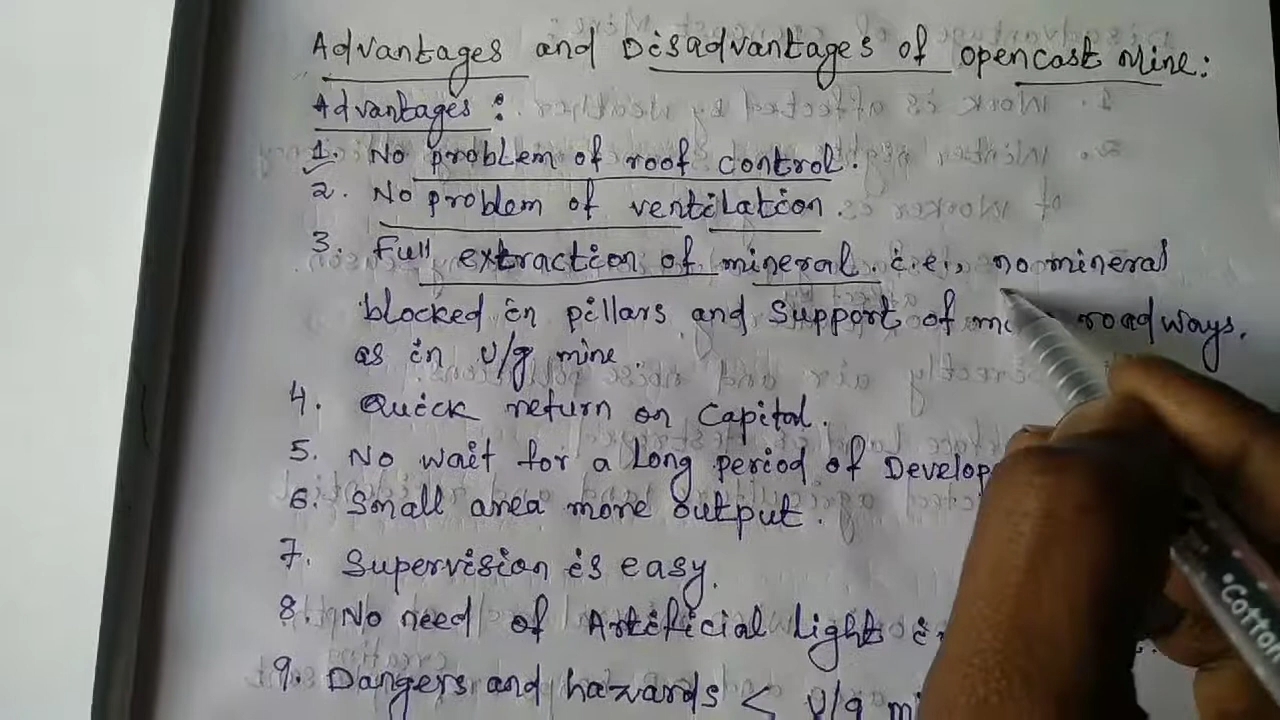 Advantages and Disadvantages of opencast Mine:
Advantages:
1. No problem of roof control.
2. No problem of ventilation.
3. Full extraction of mineral. i.e., no mineral
blocked in pillars and Support of roadways.
as in U/g mine.
4. Quick return on capital.
5. No wait for a Long period of Develop
6. Small area more output.
7. Supervision is easy.
8. No need of Artificial light
9. Dangers and hazards < U/g
Cotton